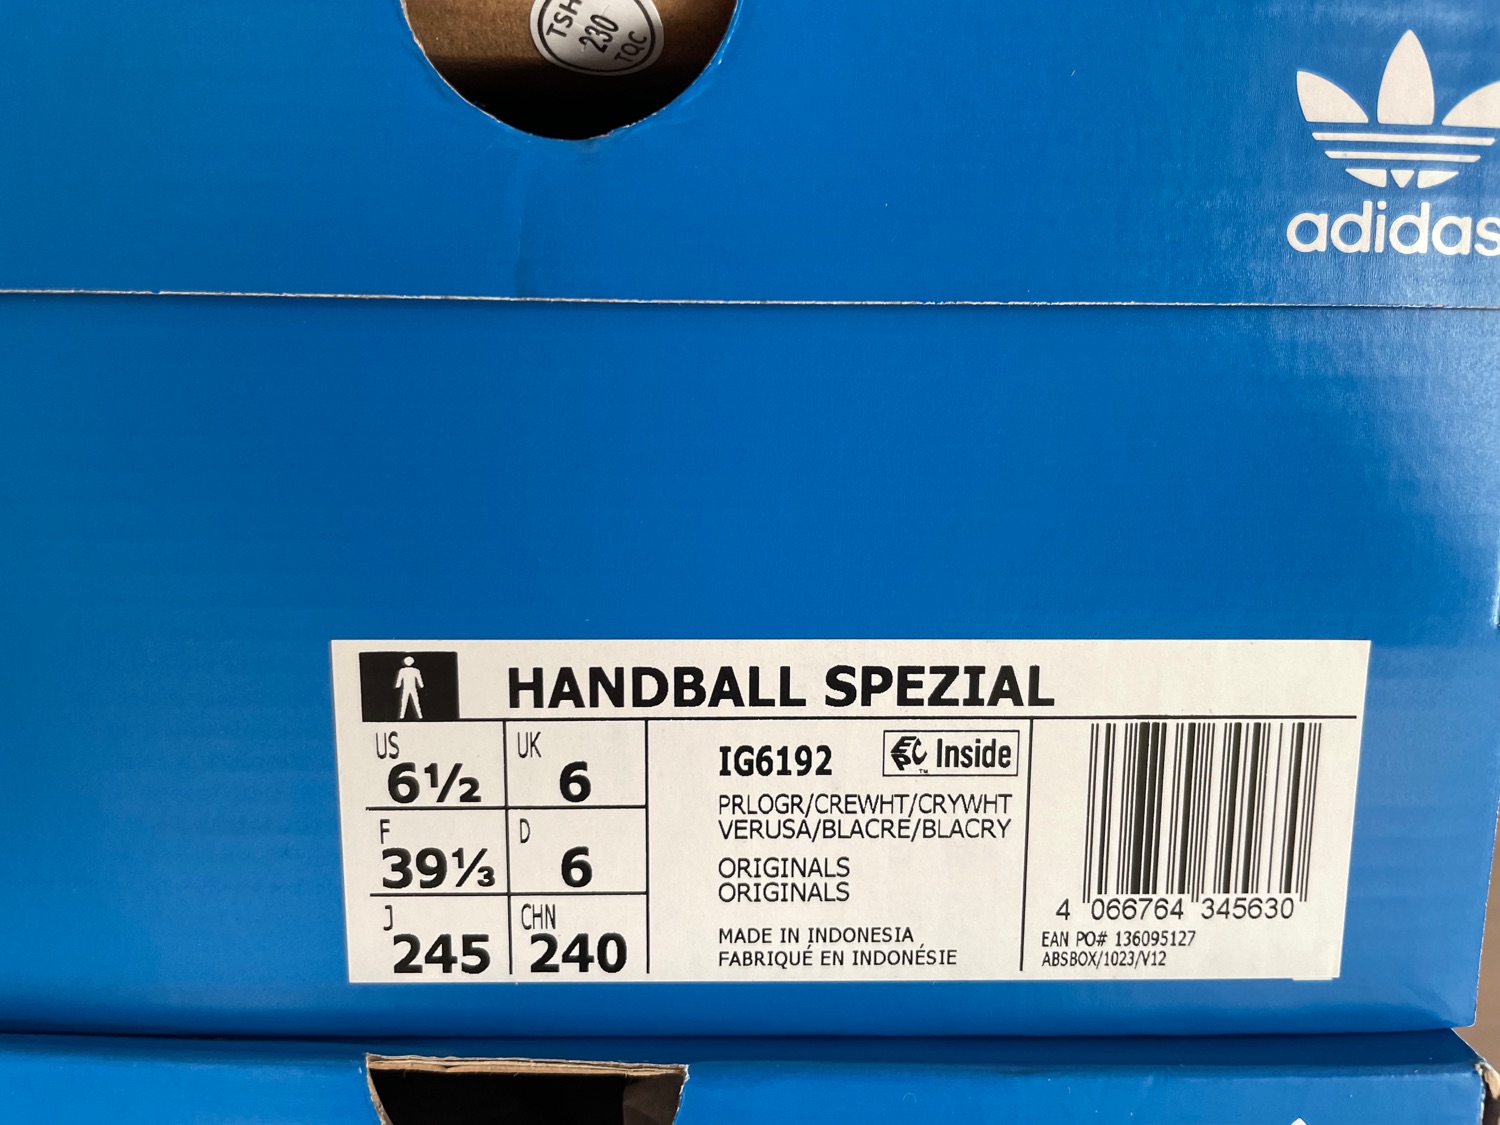 TSH
230
TQC
adidas
HANDBALL SPEZIAL
US
6½
UK
6
F
39⅓
D
6
J
245
CHN
240
IG6192
EPC Inside
TM
PRLOGR/CREWHT/CRYWHT
VERUSA/BLACRE/BLACRY
ORIGINALS
ORIGINALS
MADE IN INDONESIA
FABRIQUÉ EN INDONÉSIE
4 066764 345630
EAN PO# 136095127
ABSBOX/1023/V12